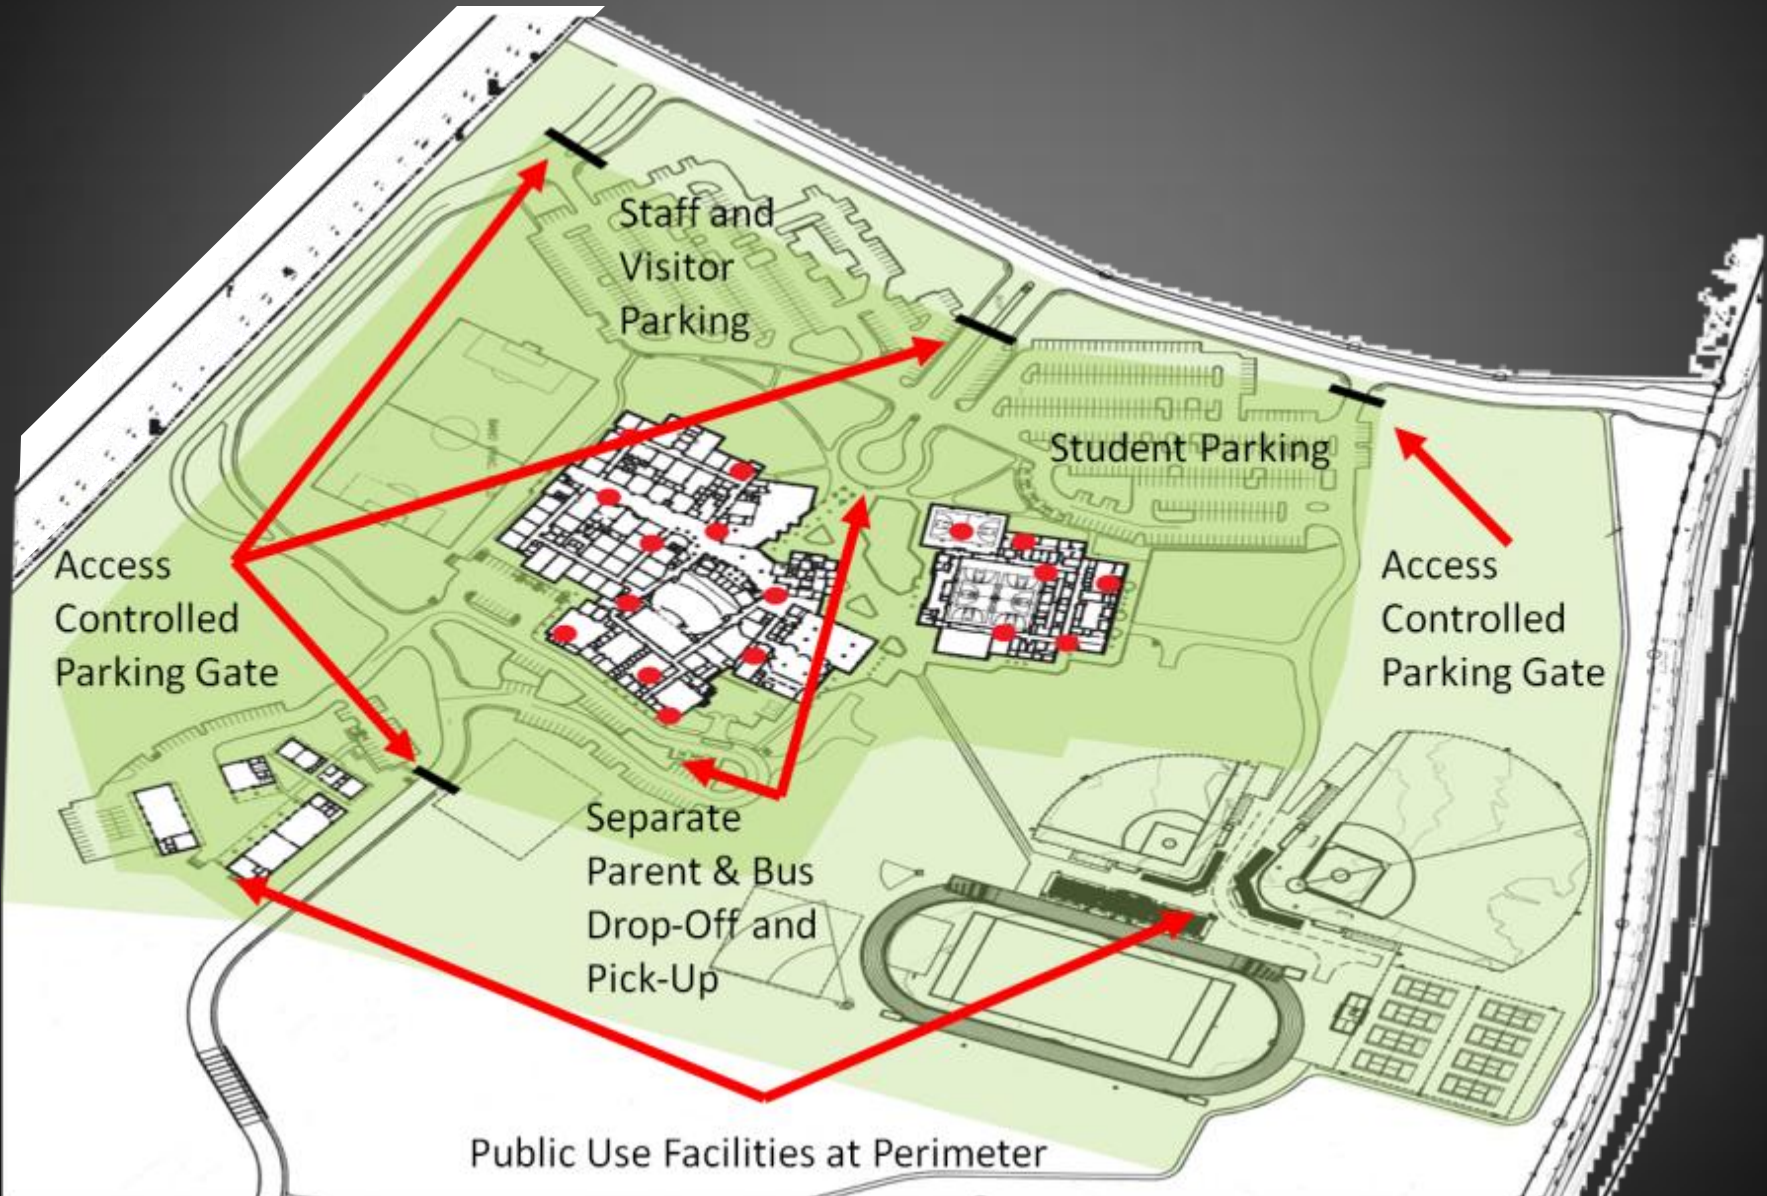 Staff and
Visitor
Parking
Student Parking
Access
Controlled
Parking Gate
Access
Controlled
Parking Gate
Separate
Parent & Bus
Drop-Off and
Pick-Up
Public Use Facilities at Perimeter